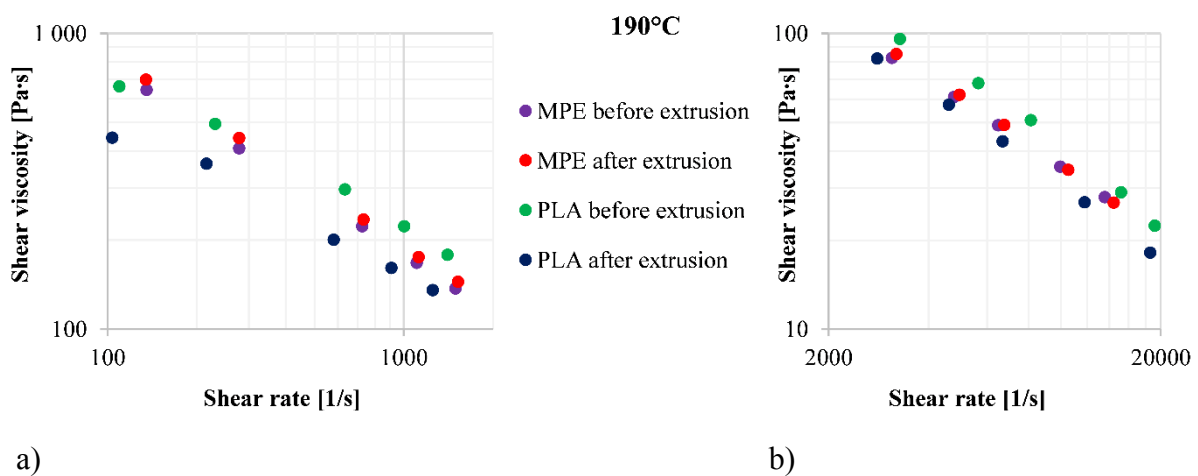 190°C
1 000
100
100
1000
Shear viscosity [Pa·s]
Shear rate [1/s]
MPE before extrusion
MPE after extrusion
PLA before extrusion
PLA after extrusion
100
10
2000
20000
Shear viscosity [Pa·s]
Shear rate [1/s]
a)
b)